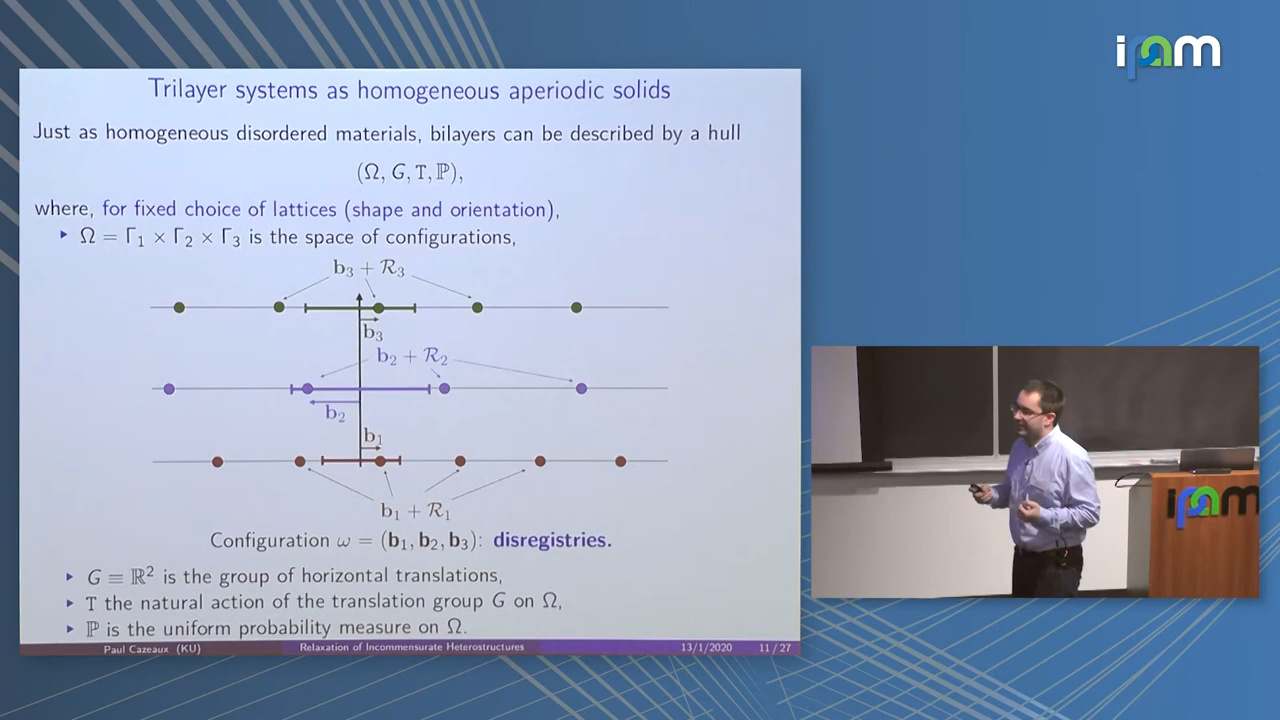 ipam
Trilayer systems as homogeneous aperiodic solids
Just as homogeneous disordered materials, bilayers can be described by a hull
(Ω, G, T, ℙ),
where, for fixed choice of lattices (shape and orientation),
Ω = Γ₁ × Γ₂ × Γ₃ is the space of configurations,
b₃ + R₃
b₃
b₂ + R₂
b₂
b₁
b₁ + R₁
Configuration ω = (b₁, b₂, b₃): disregistries.
G ≡ ℝ² is the group of horizontal translations,
T the natural action of the translation group G on Ω,
ℙ is the uniform probability measure on Ω.
Paul Cazeaux (KU) Relaxation of Incommensurate Heterostructures 13/1/2020 11 / 27
ipam